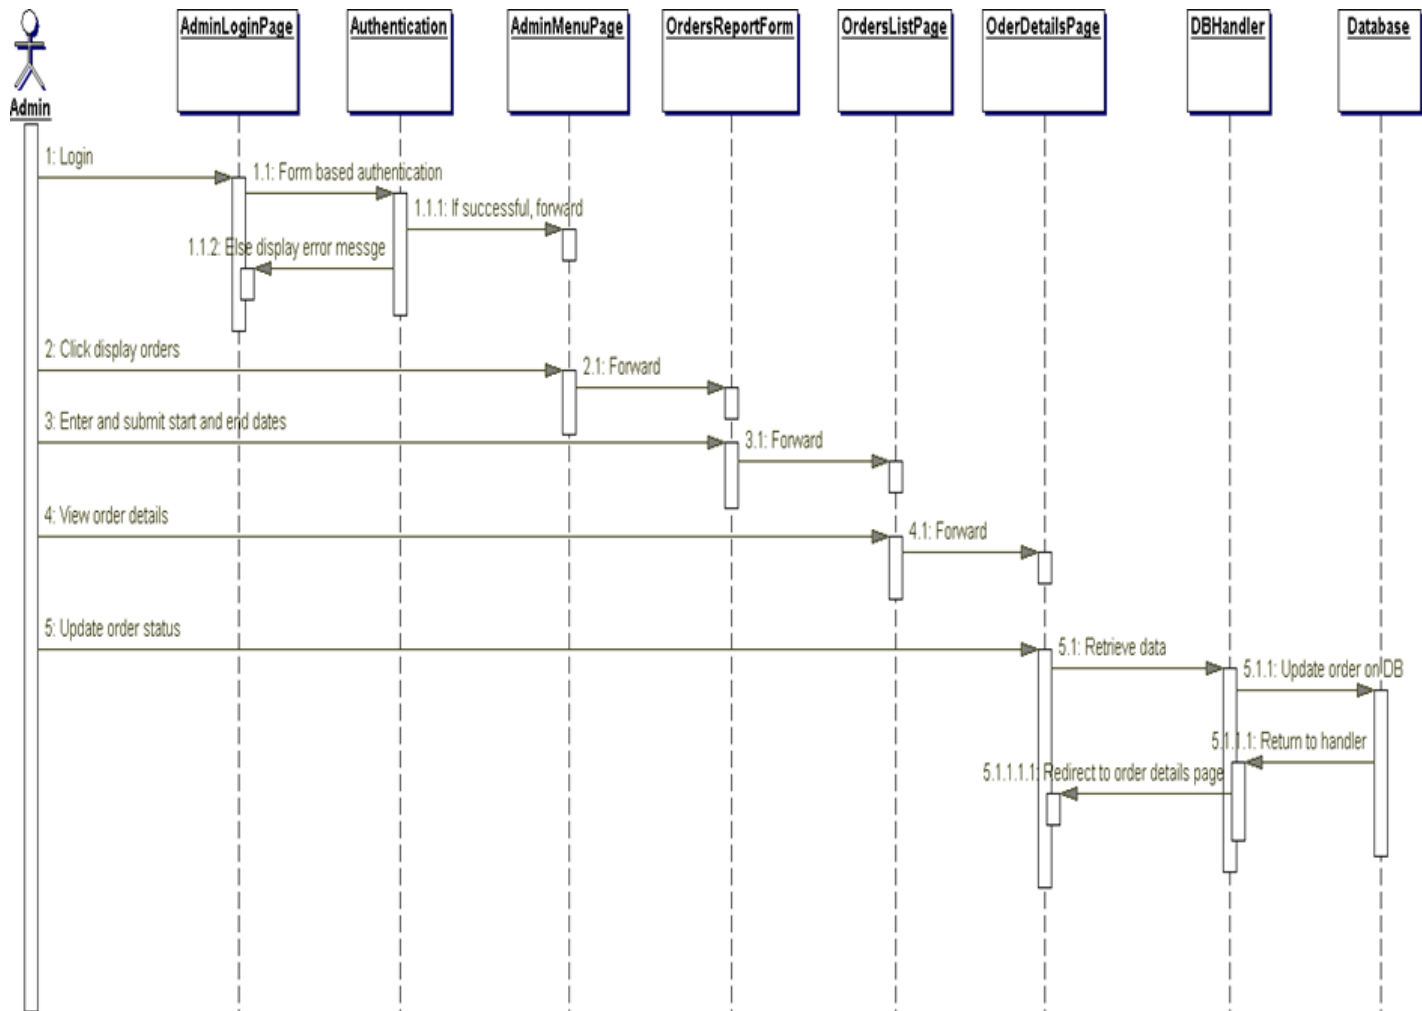 AdminLoginPage
Authentication
AdminMenuPage
OrdersReportForm
OrdersListPage
OderDetailsPage
DBHandler
Database
Admin
1: Login
1.1: Form based authentication
1.1.1: If successful, forward
1.1.2: Else display error messge
2: Click display orders
2.1: Forward
3: Enter and submit start and end dates
3.1: Forward
4: View order details
4.1: Forward
5: Update order status
5.1: Retrieve data
5.1.1: Update order on DB
5.1.1.1: Return to handler
5.1.1.1.1: Redirect to order details page